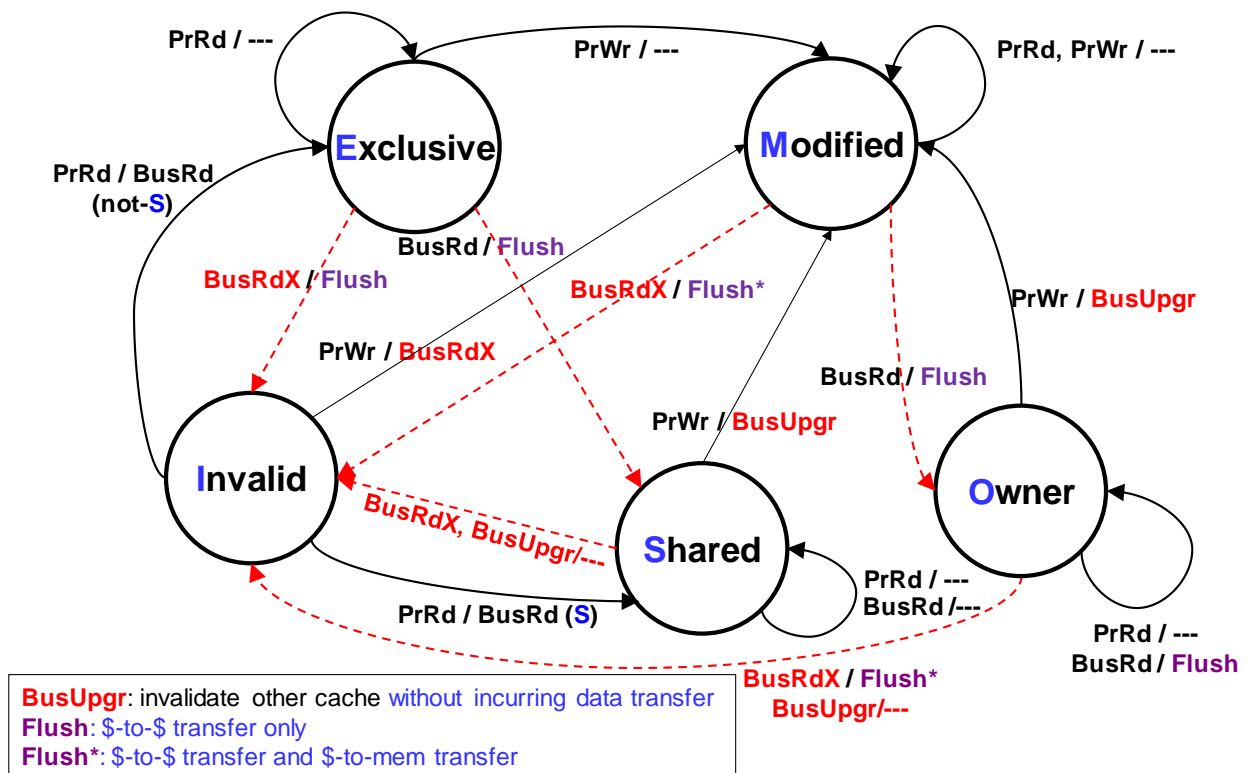 PrRd / ---
PrWr / ---
PrRd, PrWr / ---
Exclusive
Modified
PrRd / BusRd
(not-S)
BusRd / Flush
BusRdX / Flush
BusRdX / Flush*
PrWr / BusUpgr
PrWr / BusRdX
BusRd / Flush
PrWr / BusUpgr
Invalid
Owner
BusRdX, BusUpgr/---
Shared
PrRd / ---
BusRd /---
PrRd / BusRd (S)
PrRd / ---
BusRd / Flush
BusRdX / Flush*
BusUpgr/---
BusUpgr: invalidate other cache without incurring data transfer
Flush: $-to-$ transfer only
Flush*: $-to-$ transfer and $-to-mem transfer